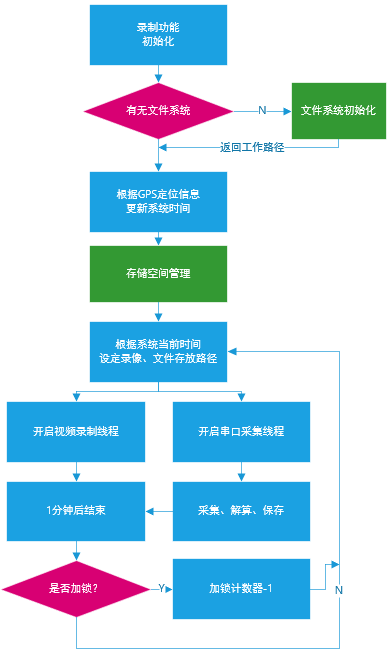 录制功能
初始化
有无文件系统
N
文件系统初始化
返回工作路径
根据GPS定位信息
更新系统时间
存储空间管理
根据系统当前时间
设定录像、文件存放路径
开启视频录制线程
开启串口采集线程
1分钟后结束
采集、解算、保存
是否加锁?
Y
加锁计数器-1
N